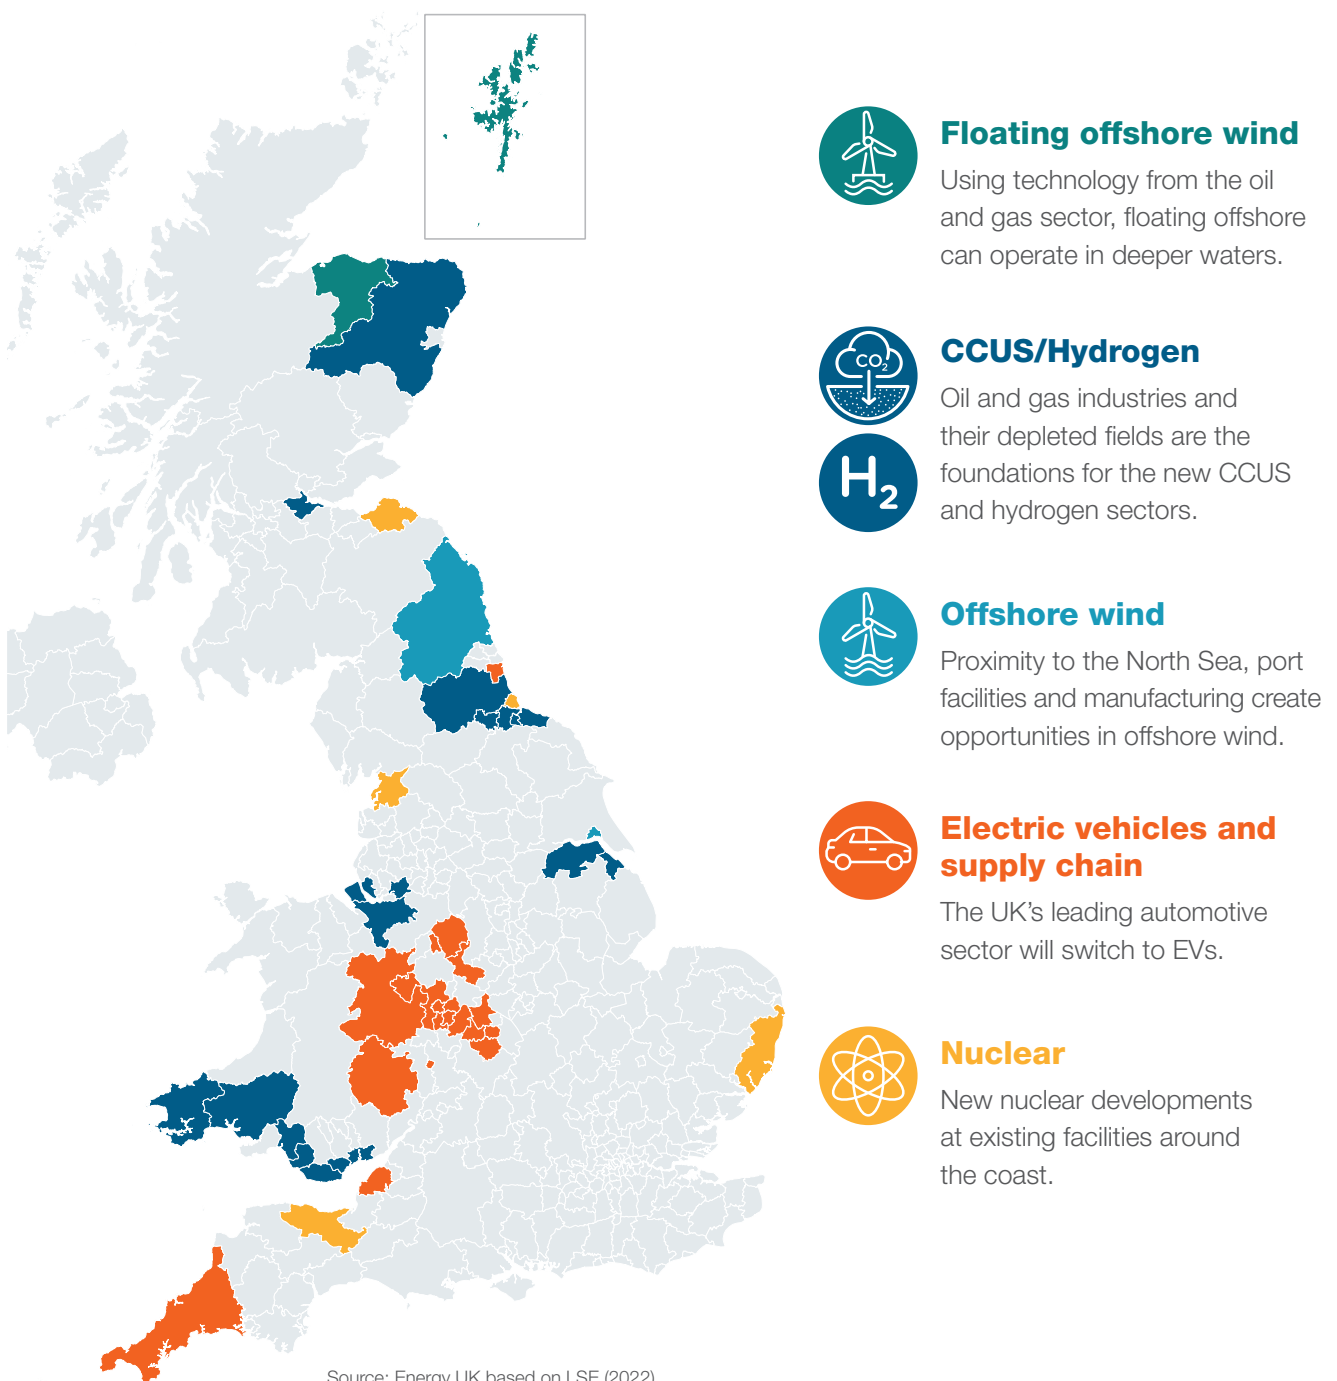 Floating offshore wind
Using technology from the oil
and gas sector, floating offshore
can operate in deeper waters.
CO2
H2
CCUS/Hydrogen
Oil and gas industries and
their depleted fields are the
foundations for the new CCUS
and hydrogen sectors.
Offshore wind
Proximity to the North Sea, port
facilities and manufacturing create
opportunities in offshore wind.
Electric vehicles and
supply chain
The UK’s leading automotive
sector will switch to EVs.
Nuclear
New nuclear developments
at existing facilities around
the coast.
Source: Energy UK based on LSE (2022)